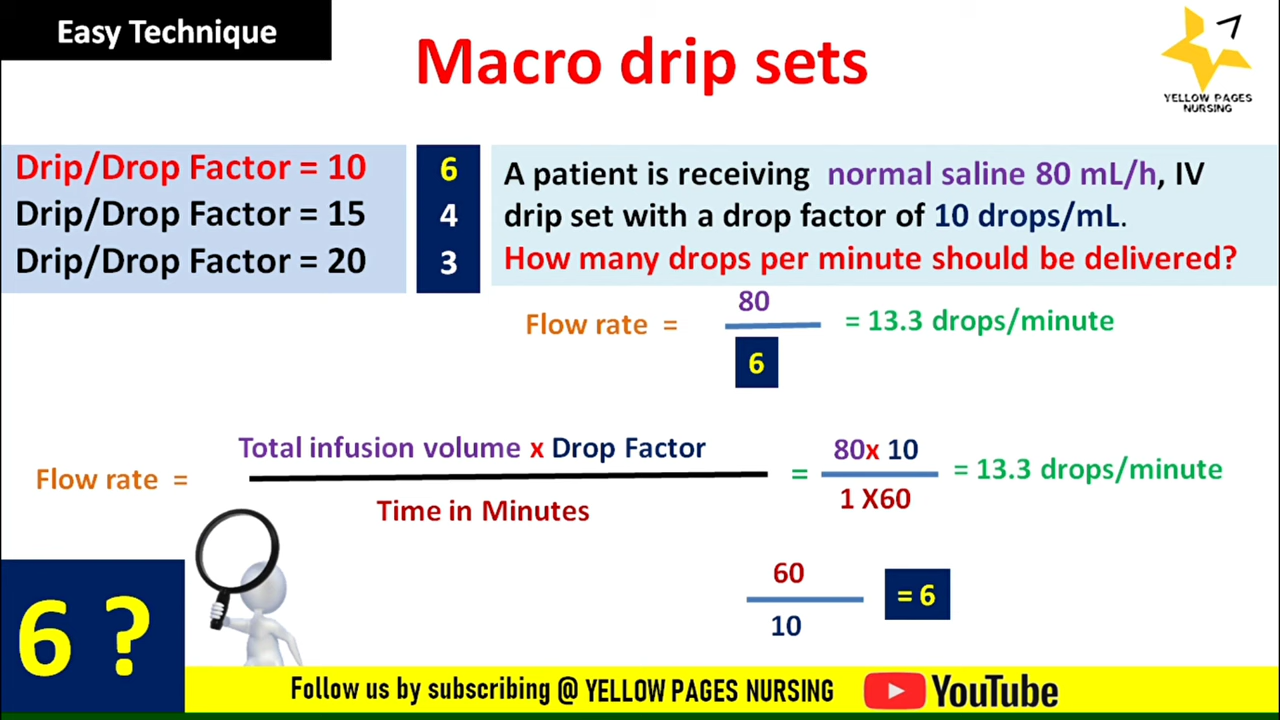 Easy Technique
Macro drip sets
YELLOW PAGES
NURSING
Drip/Drop Factor = 10 6
Drip/Drop Factor = 15 4
Drip/Drop Factor = 20 3
A patient is receiving normal saline 80 mL/h, IV
drip set with a drop factor of 10 drops/mL.
How many drops per minute should be delivered?
80
Flow rate = = 13.3 drops/minute
6
Total infusion volume x Drop Factor
80x 10
Flow rate = = = 13.3 drops/minute
Time in Minutes
1 X60
60
= 6
10
6 ?
Follow us by subscribing @ YELLOW PAGES NURSING YouTube